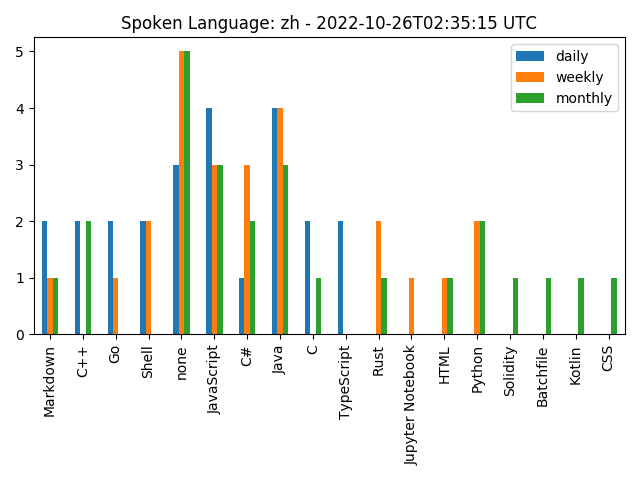 Spoken Language: zh - 2022-10-26T02:35:15 UTC
daily
weekly
monthly
5
4
3
2
1
0
Markdown
C++
Go
Shell
none
JavaScript
C#
Java
C
TypeScript
Rust
Jupyter Notebook
HTML
Python
Solidity
Batchfile
Kotlin
CSS